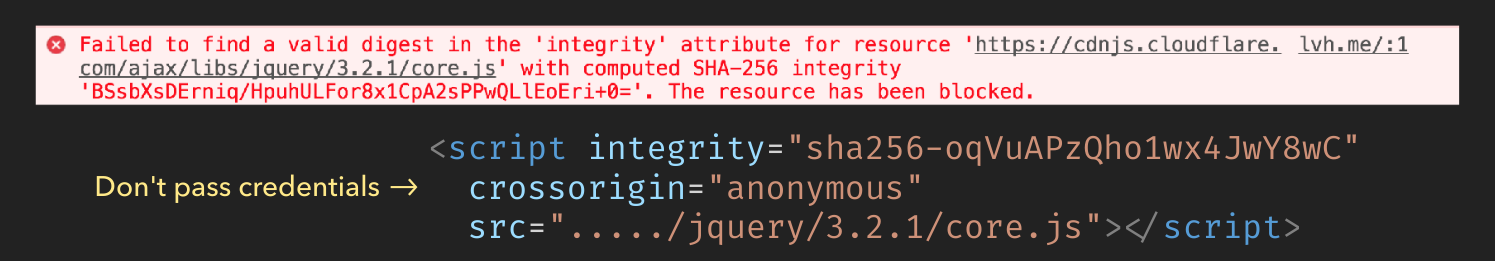 Failed to find a valid digest in the 'integrity' attribute for resource 'https://cdnjs.cloudflare. lvh.me/:1
com/ajax/libs/jquery/3.2.1/core.js' with computed SHA-256 integrity
'BSsbXsDErniq/HpuhULFor8x1CpA2sPPwQLlEoEri+0='. The resource has been blocked.
<script integrity="sha256-oqVuAPzQho1wx4JwY8wC"
Don't pass credentials → crossorigin="anonymous"
src="...../jquery/3.2.1/core.js"></script>